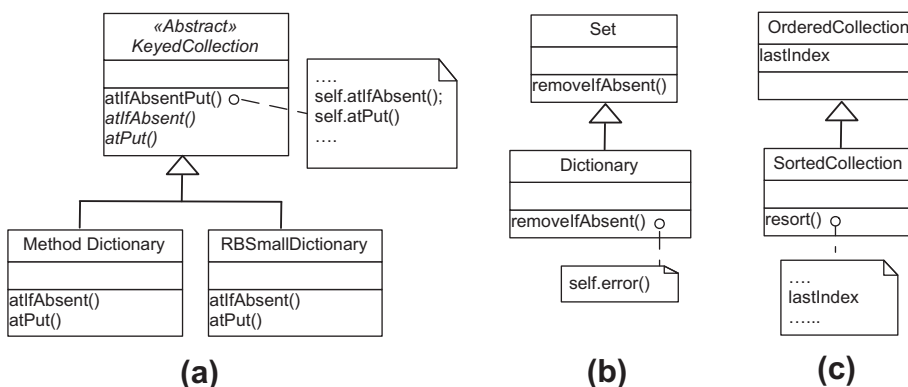 «Abstract»
KeyedCollection
atIfAbsentPut()
atIfAbsent()
atPut()
....
self.atIfAbsent();
self.atPut()
....
Method Dictionary
atIfAbsent()
atPut()
RBSmallDictionary
atIfAbsent()
atPut()
(a)
Set
removeIfAbsent()
Dictionary
removeIfAbsent()
self.error()
(b)
OrderedCollection
lastIndex
SortedCollection
resort()
....
lastIndex
…...
(c)